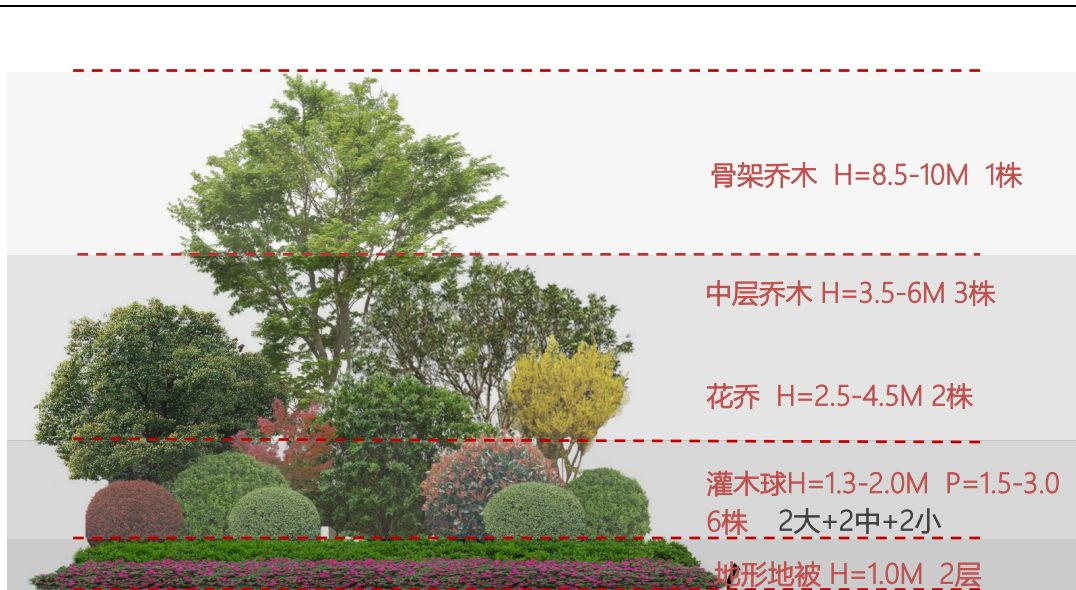 骨架乔木 H=8.5-10M 1株
中层乔木 H=3.5-6M 3株
花乔 H=2.5-4.5M 2株
灌木球H=1.3-2.0M P=1.5-3.0
6株 2大+2中+2小
地形地被 H=1.0M 2层